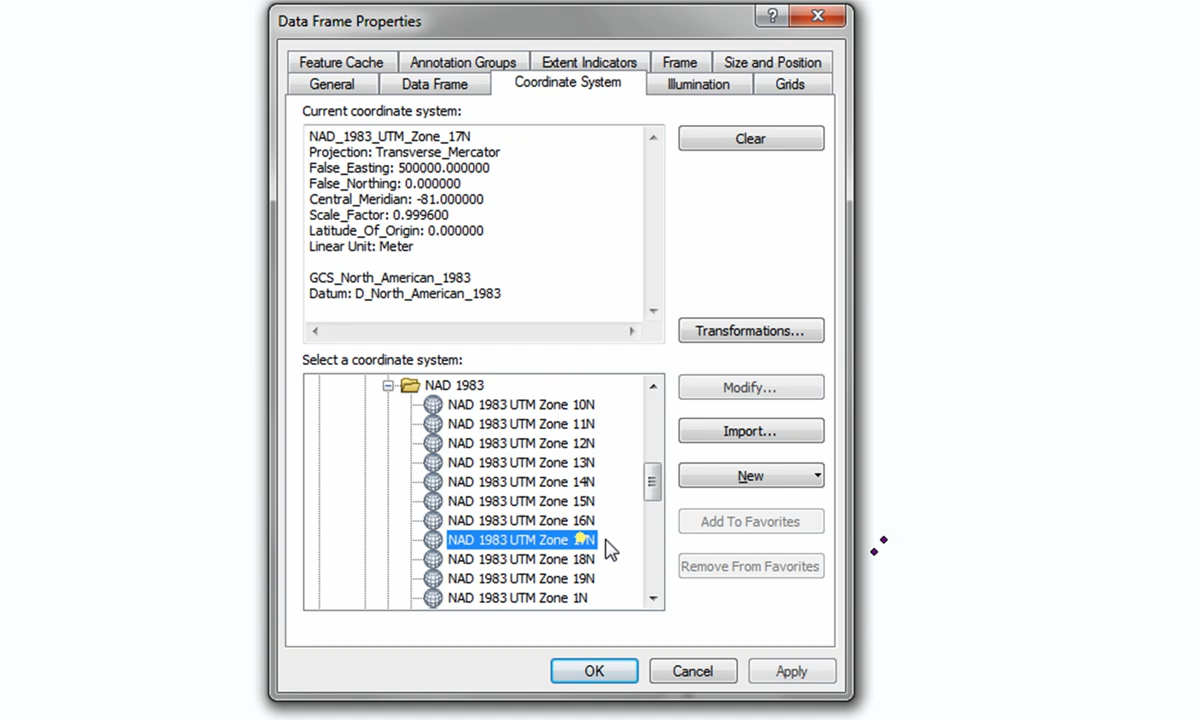 Data Frame Properties
?
Feature Cache
Annotation Groups
Extent Indicators
Frame
Size and Position
General
Data Frame
Coordinate System
Illumination
Grids
Current coordinate system:
NAD_1983_UTM_Zone_17N
Projection: Transverse_Mercator
False_Easting: 500000.000000
False_Northing: 0.000000
Central_Meridian: -81.000000
Scale_Factor: 0.999600
Latitude_Of_Origin: 0.000000
Linear Unit: Meter
GCS_North_American_1983
Datum: D_North_American_1983
Clear
Transformations...
Select a coordinate system:
NAD 1983
NAD 1983 UTM Zone 10N
NAD 1983 UTM Zone 11N
NAD 1983 UTM Zone 12N
NAD 1983 UTM Zone 13N
NAD 1983 UTM Zone 14N
NAD 1983 UTM Zone 15N
NAD 1983 UTM Zone 16N
NAD 1983 UTM Zone 17N
NAD 1983 UTM Zone 18N
NAD 1983 UTM Zone 19N
NAD 1983 UTM Zone 1N
Modify...
Import...
New
Add To Favorites
Remove From Favorites
OK
Cancel
Apply